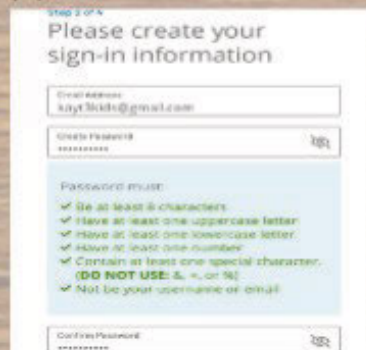 Step 2 of 4
Please create your
sign-in information
Email Address
Create Password
••••••••••
Password must:
✓ Be at least 8 characters
✓ Have at least one uppercase letter
✓ Have at least one lowercase letter
✓ Have at least one number
✓ Contain at least one special character.
(DO NOT USE: &, <, or %)
✓ Not be your username or email
Confirm Password
••••••••••